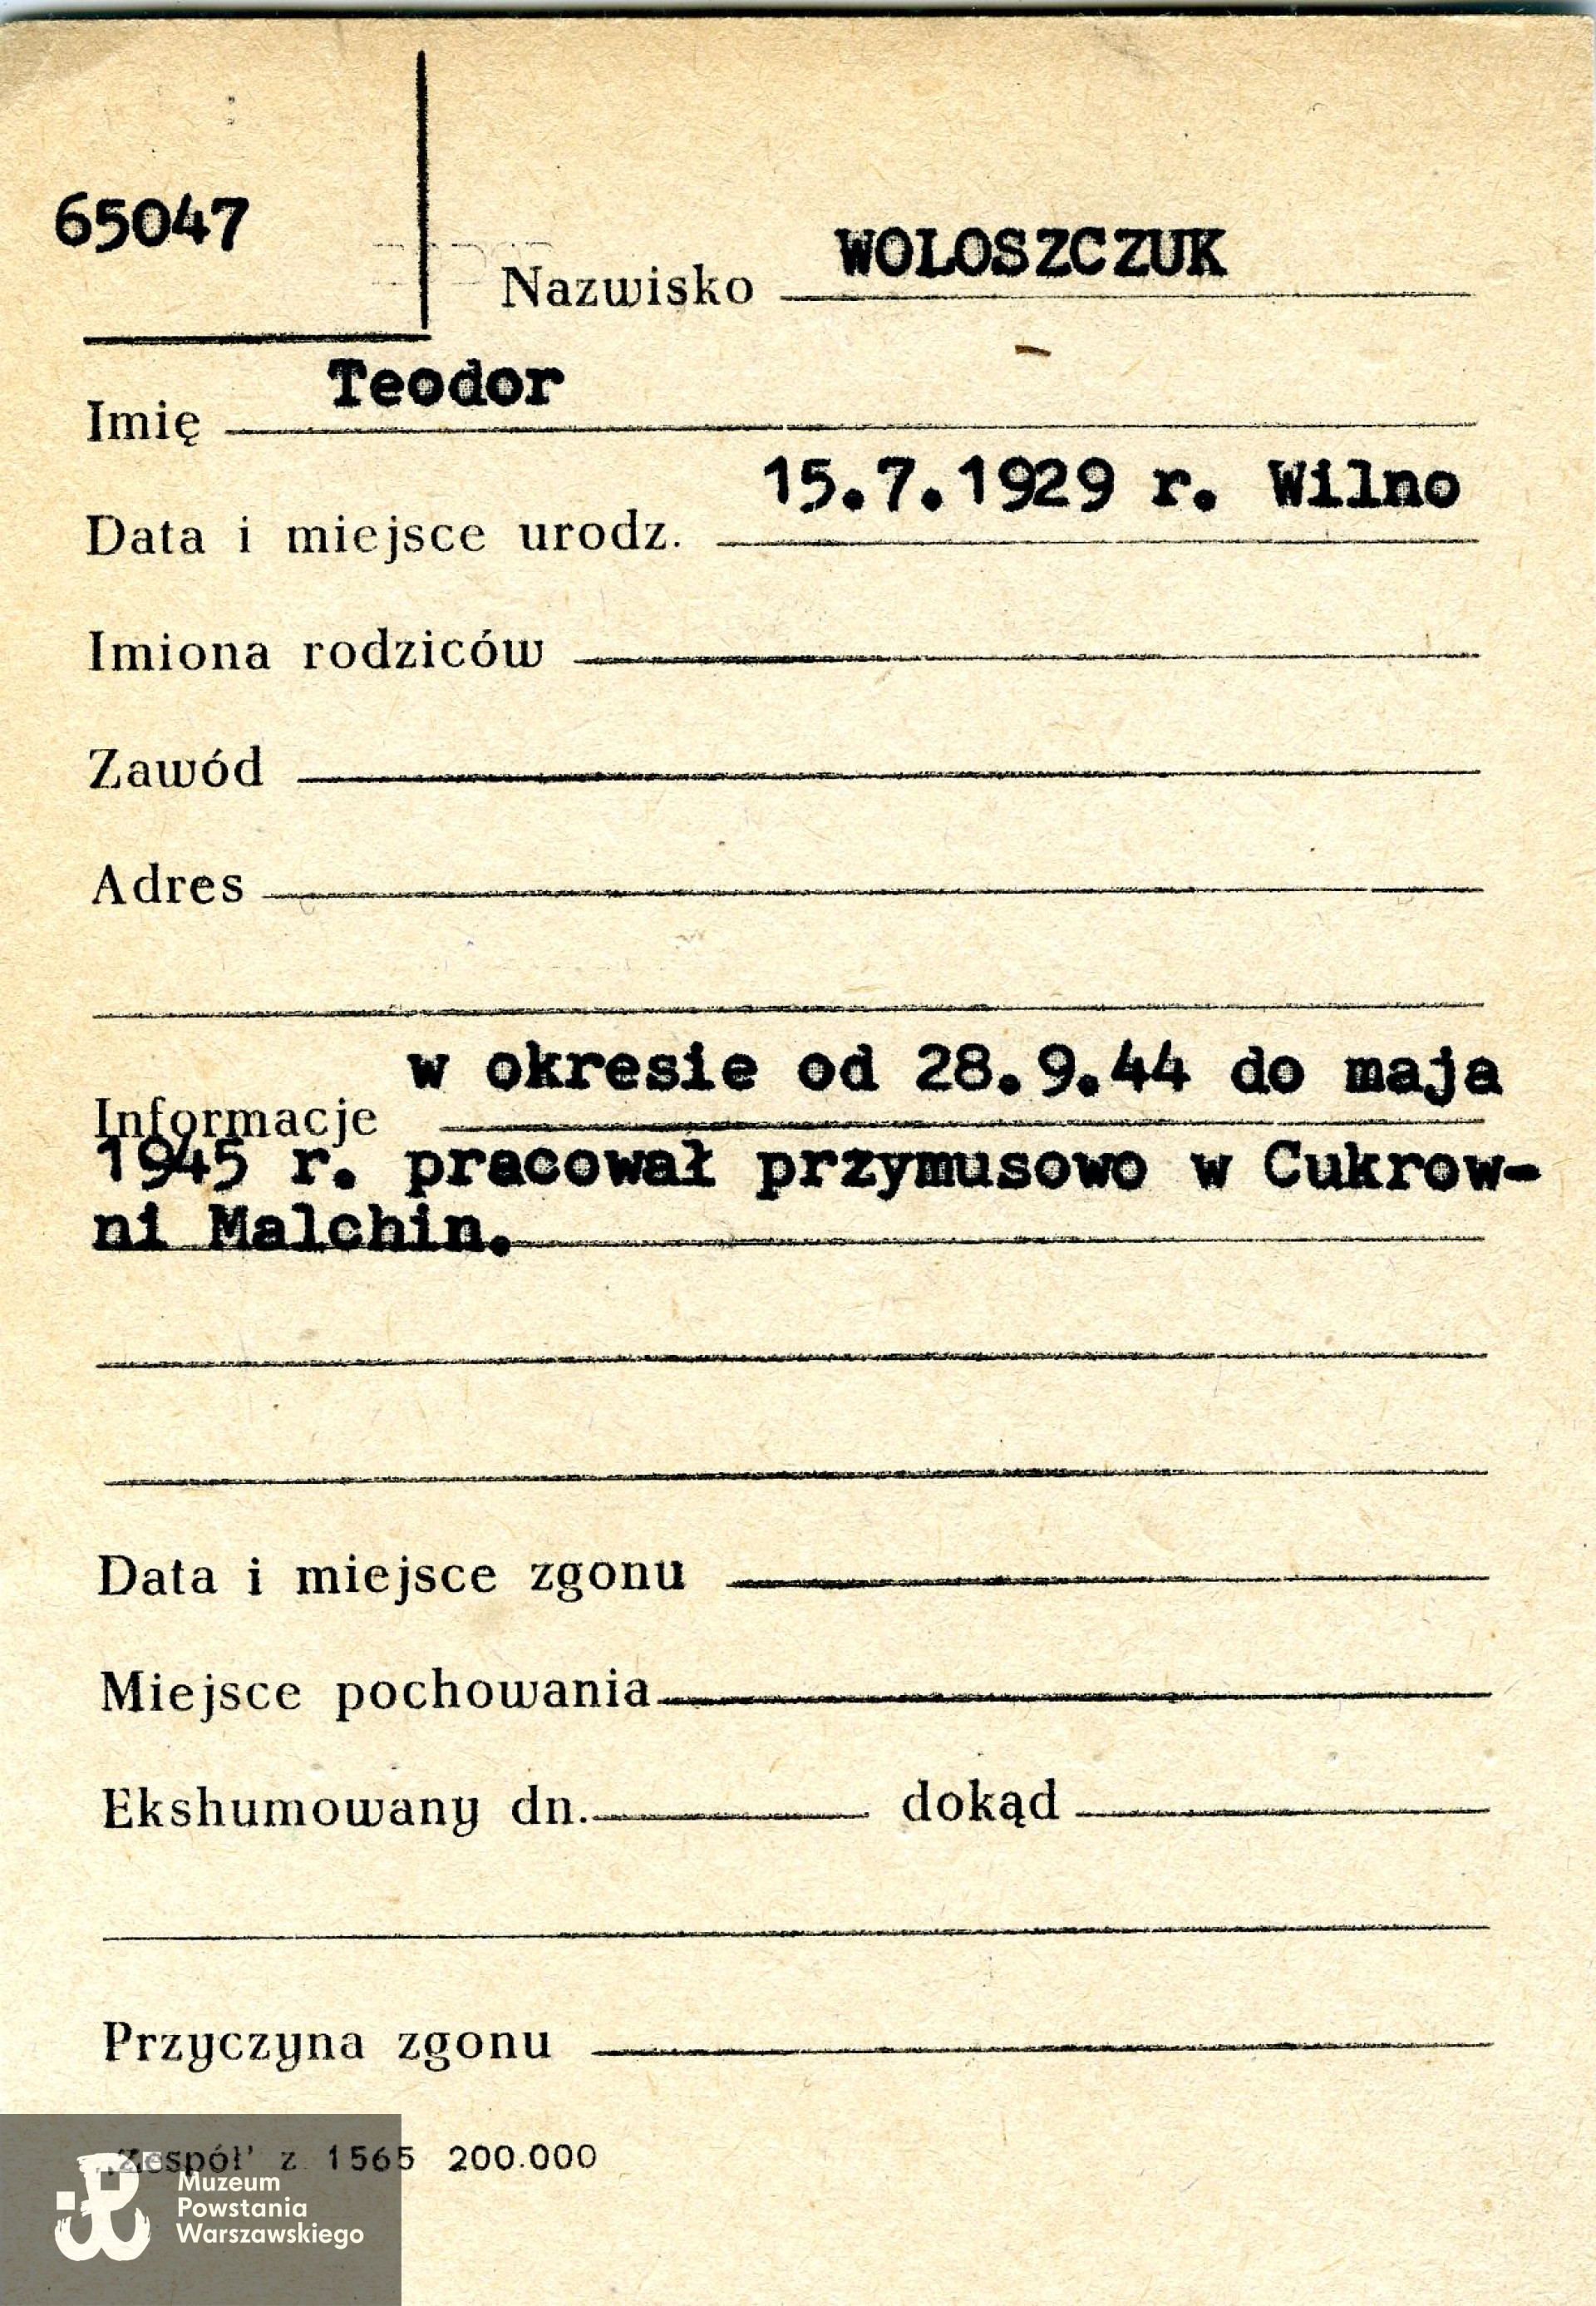 65047
Nazwisko WOLOSZCZUK
Imię Teodor
Data i miejsce urodz. 15.7.1929 r. Wilno
Imiona rodziców
Zawód
Adres
Informacje w okresie od 28.9.44 do maja
1945 r. pracował przymusowo w Cukrow-
ni Malchin.
Data i miejsce zgonu
Miejsce pochowania
Ekshumowany dn. dokąd
Przyczyna zgonu
„Zespół" z 1565 200.000
Muzeum
Powstania
Warszawskiego